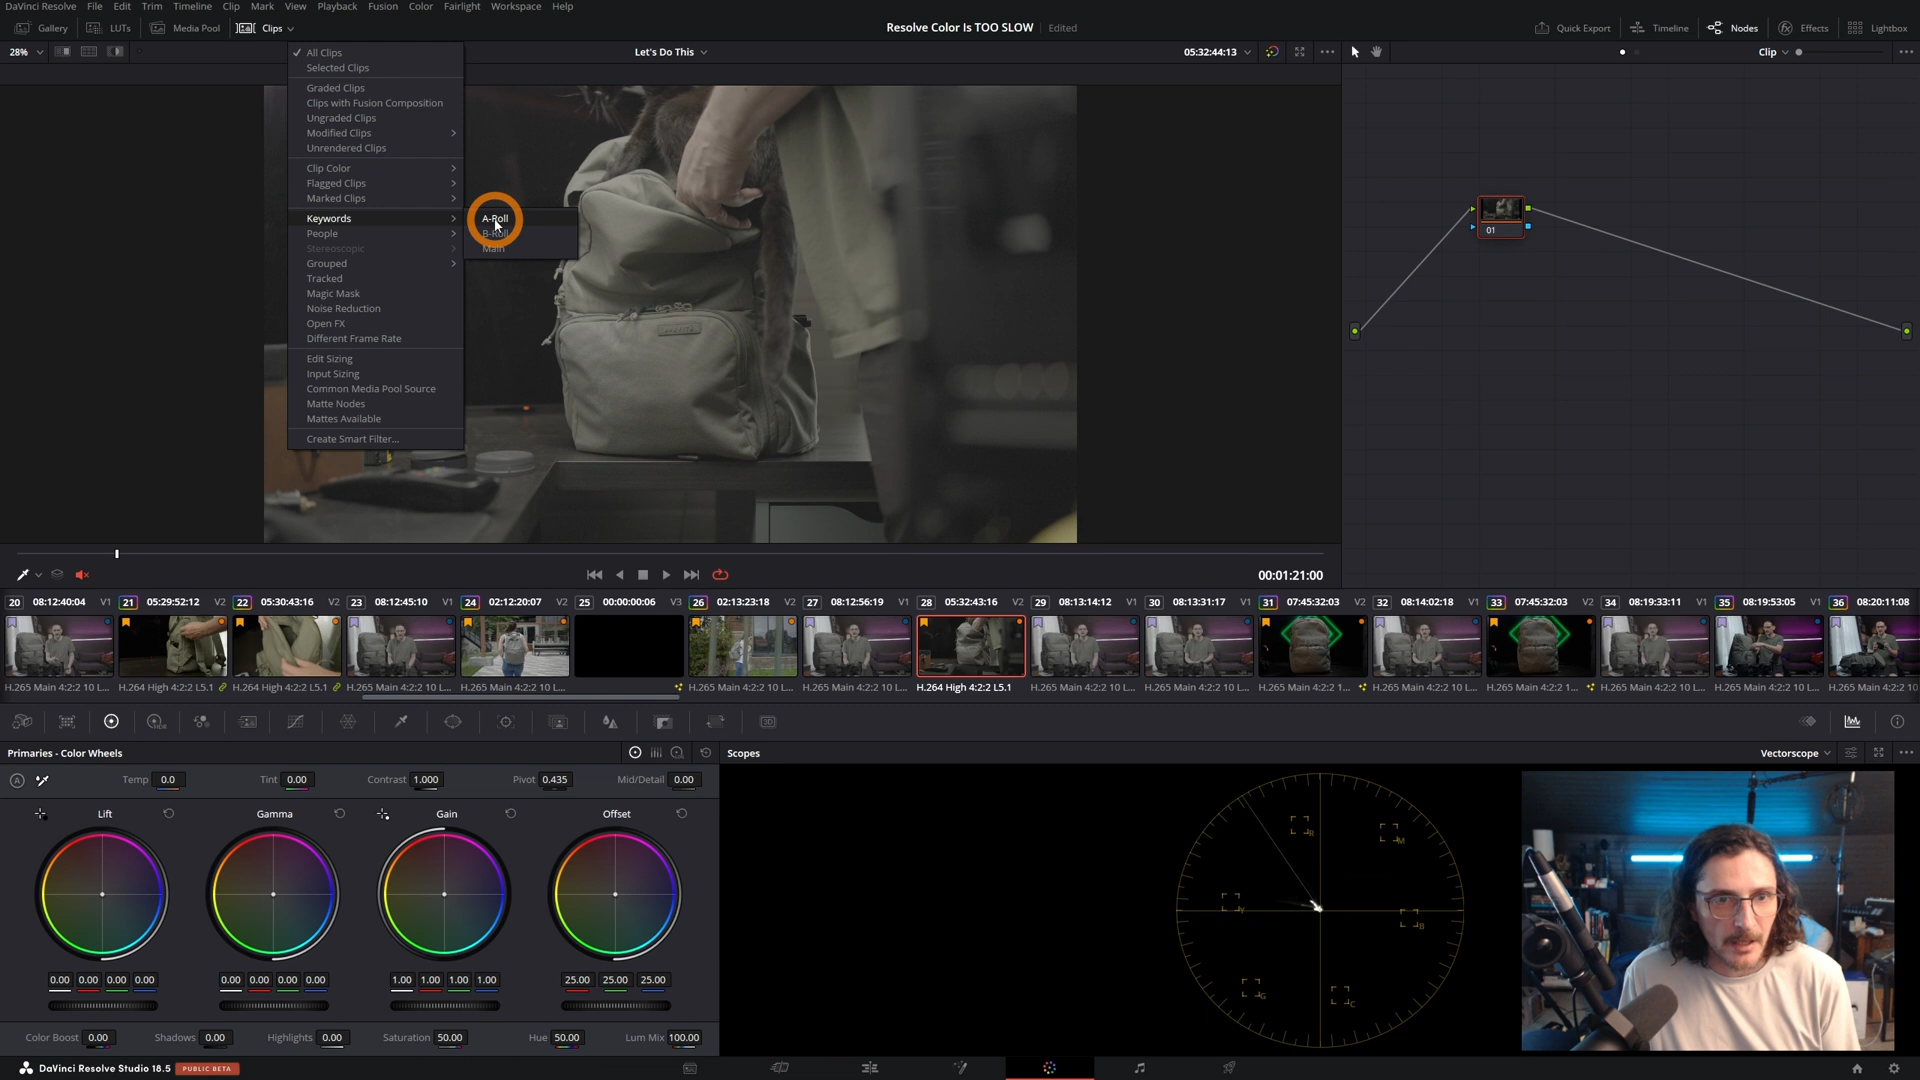 DaVinci Resolve File Edit Trim Timeline Clip Mark View Playback Fusion Color Fairlight Workspace Help
Gallery LUTs Media Pool Clips Resolve Color Is TOO SLOW Edited Quick Export Timeline Nodes Effects Lightbox
28% Let's Do This 05:32:44:13 Clip
All Clips
Selected Clips
Graded Clips
Clips with Fusion Composition
Ungraded Clips
Modified Clips
Unrendered Clips
Clip Color
Flagged Clips
Marked Clips
Keywords
People
Stereoscopic
Grouped
Tracked
Magic Mask
Noise Reduction
Open FX
Different Frame Rate
Edit Sizing
Input Sizing
Common Media Pool Source
Matte Nodes
Mattes Available
Create Smart Filter...
A-Roll
B-Roll
Main
01
00:01:21:00
20 08:12:40:04 V1 21 05:29:52:12 V2 22 05:30:43:16 V2 23 08:12:45:10 V1 24 02:12:20:07 V2 25 00:00:00:06 V3 26 02:13:23:18 V2 27 08:12:56:19 V1 28 05:32:43:16 V2 29 08:13:14:12 V1 30 08:13:31:17 V1 31 07:45:32:03 V2 32 08:14:02:18 V1 33 07:45:32:03 V2 34 08:19:33:11 V1 35 08:19:53:05 V1 36 08:20:11:08
H.265 Main 4:2:2 10 L... H.264 High 4:2:2 L5.1 H.264 High 4:2:2 L5.1 H.265 Main 4:2:2 10 L... H.265 Main 4:2:2 10 L... H.265 Main 4:2:2 10 L... H.265 Main 4:2:2 10 L... H.264 High 4:2:2 L5.1 H.265 Main 4:2:2 10 L... H.265 Main 4:2:2 10 L... H.265 Main 4:2:2 1... H.265 Main 4:2:2 10 L... H.265 Main 4:2:2 1... H.265 Main 4:2:2 10 L... H.265 Main 4:2:2 10 L... H.265 Main 4:2:2 10
Primaries - Color Wheels Scopes Vectorscope
Temp 0.0 Tint 0.00 Contrast 1.000 Pivot 0.435 Mid/Detail 0.00
Lift Gamma Gain Offset
R M
Y B
G C
0.00 0.00 0.00 0.00 0.00 0.00 0.00 0.00 1.00 1.00 1.00 1.00 25.00 25.00 25.00
Color Boost 0.00 Shadows 0.00 Highlights 0.00 Saturation 50.00 Hue 50.00 Lum Mix 100.00
DaVinci Resolve Studio 18.5 PUBLIC BETA